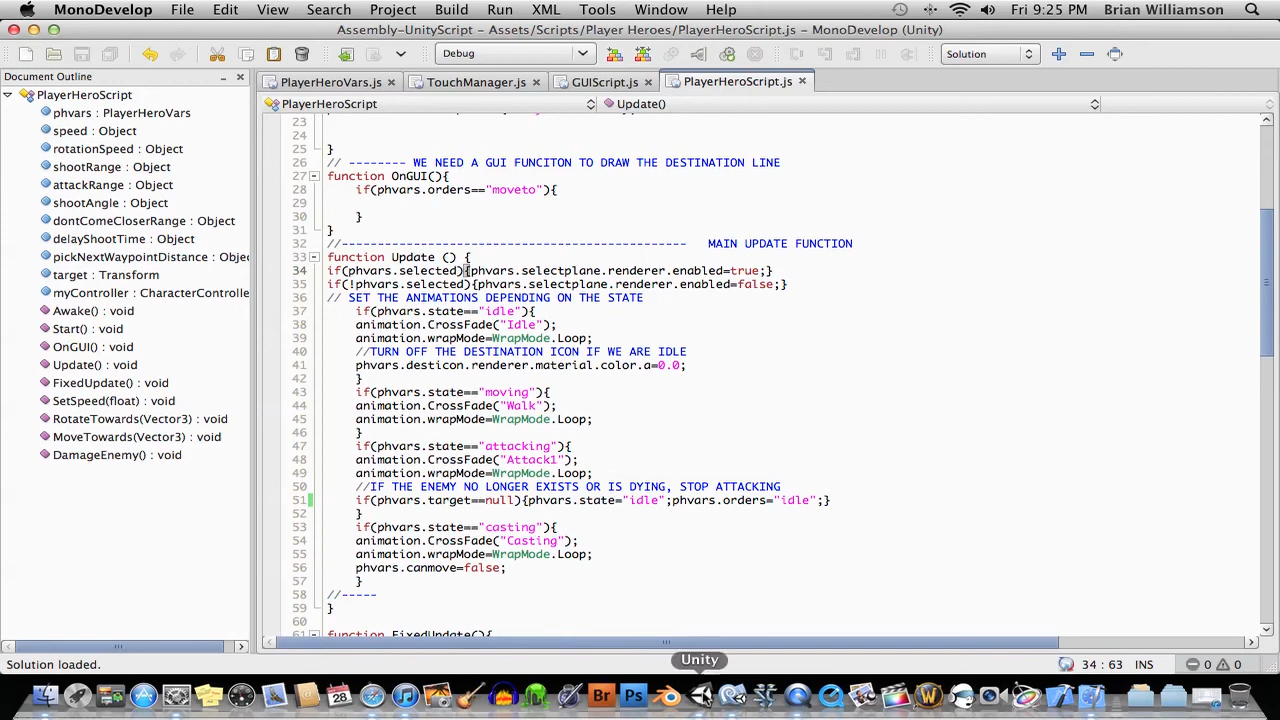 MonoDevelop File Edit View Search Project Build Run XML Tools Window Help Fri 9:25 PM Brian Williamson
Assembly-UnityScript - Assets/Scripts/Player Heroes/PlayerHeroScript.js - MonoDevelop (Unity)
Debug Solution
Document Outline
PlayerHeroScript
phvars : PlayerHeroVars
speed : Object
rotationSpeed : Object
shootRange : Object
attackRange : Object
shootAngle : Object
dontComeCloserRange : Object
delayShootTime : Object
pickNextWaypointDistance : Objec
target : Transform
myController : CharacterControlle
Awake() : void
Start() : void
OnGUI() : void
Update() : void
FixedUpdate() : void
SetSpeed(float) : void
RotateTowards(Vector3) : void
MoveTowards(Vector3) : void
DamageEnemy() : void
PlayerHeroVars.js TouchManager.js GUIScript.js PlayerHeroScript.js
PlayerHeroScript Update()
23
24
25 }
26 // -------- WE NEED A GUI FUNCITON TO DRAW THE DESTINATION LINE
27 function OnGUI(){
28 if(phvars.orders=="moveto"){
29
30 }
31 }
32 //------------------------------------------------ MAIN UPDATE FUNCTION
33 function Update () {
34 if(phvars.selected){phvars.selectplane.renderer.enabled=true;}
35 if(!phvars.selected){phvars.selectplane.renderer.enabled=false;}
36 // SET THE ANIMATIONS DEPENDING ON THE STATE
37 if(phvars.state=="idle"){
38 animation.CrossFade("Idle");
39 animation.wrapMode=WrapMode.Loop;
40 //TURN OFF THE DESTINATION ICON IF WE ARE IDLE
41 phvars.desticon.renderer.material.color.a=0.0;
42 }
43 if(phvars.state=="moving"){
44 animation.CrossFade("Walk");
45 animation.wrapMode=WrapMode.Loop;
46 }
47 if(phvars.state=="attacking"){
48 animation.CrossFade("Attack1");
49 animation.wrapMode=WrapMode.Loop;
50 //IF THE ENEMY NO LONGER EXISTS OR IS DYING, STOP ATTACKING
51 if(phvars.target==null){phvars.state="idle";phvars.orders="idle";}
52 }
53 if(phvars.state=="casting"){
54 animation.CrossFade("Casting");
55 animation.wrapMode=WrapMode.Loop;
56 phvars.canmove=false;
57 }
58 //-----
59 }
60
61 function FixedUpdate(){
Solution loaded. 34 : 63 INS 0 0
Unity
28 Br Ps